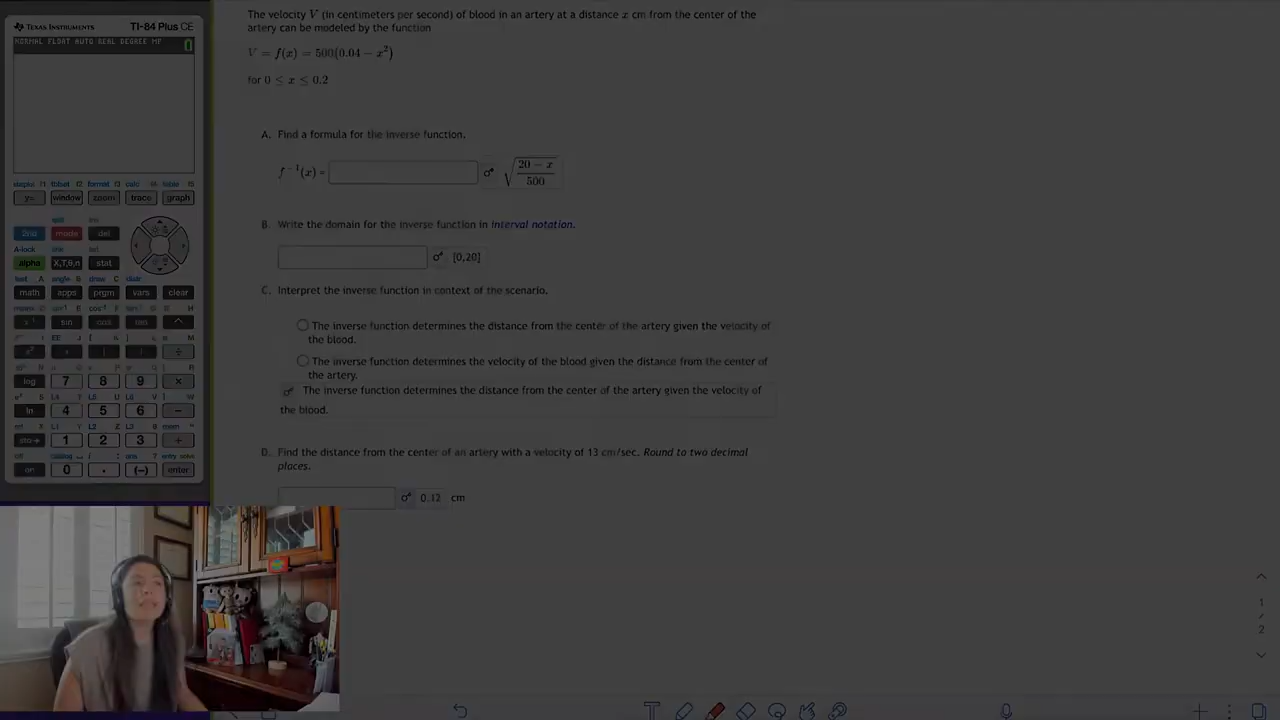 TEXAS INSTRUMENTS TI-84 Plus CE
NORMAL FLOAT AUTO REAL DEGREE MP
The velocity V (in centimeters per second) of blood in an artery at a distance x cm from the center of the
artery can be modeled by the function
V = f(x) = 500(0.04 − x²)
for 0 ≤ x ≤ 0.2
A. Find a formula for the inverse function.
f⁻¹(x) = √((20 − x)/500)
B. Write the domain for the inverse function in interval notation.
[0,20]
C. Interpret the inverse function in context of the scenario.
The inverse function determines the distance from the center of the artery given the velocity of
the blood.
The inverse function determines the velocity of the blood given the distance from the center of
the artery.
The inverse function determines the distance from the center of the artery given the velocity of
the blood.
D. Find the distance from the center of an artery with a velocity of 13 cm/sec. Round to two decimal
places.
0.12 cm
y= window zoom trace graph
2nd mode del
A-lock
alpha X,T,θ,n stat
math apps prgm vars clear
x⁻¹ sin cos tan ^
x² , ( ) ÷
log 7 8 9 ×
ln 4 5 6 −
sto→ 1 2 3 +
on 0 . (−) enter
1
/
2